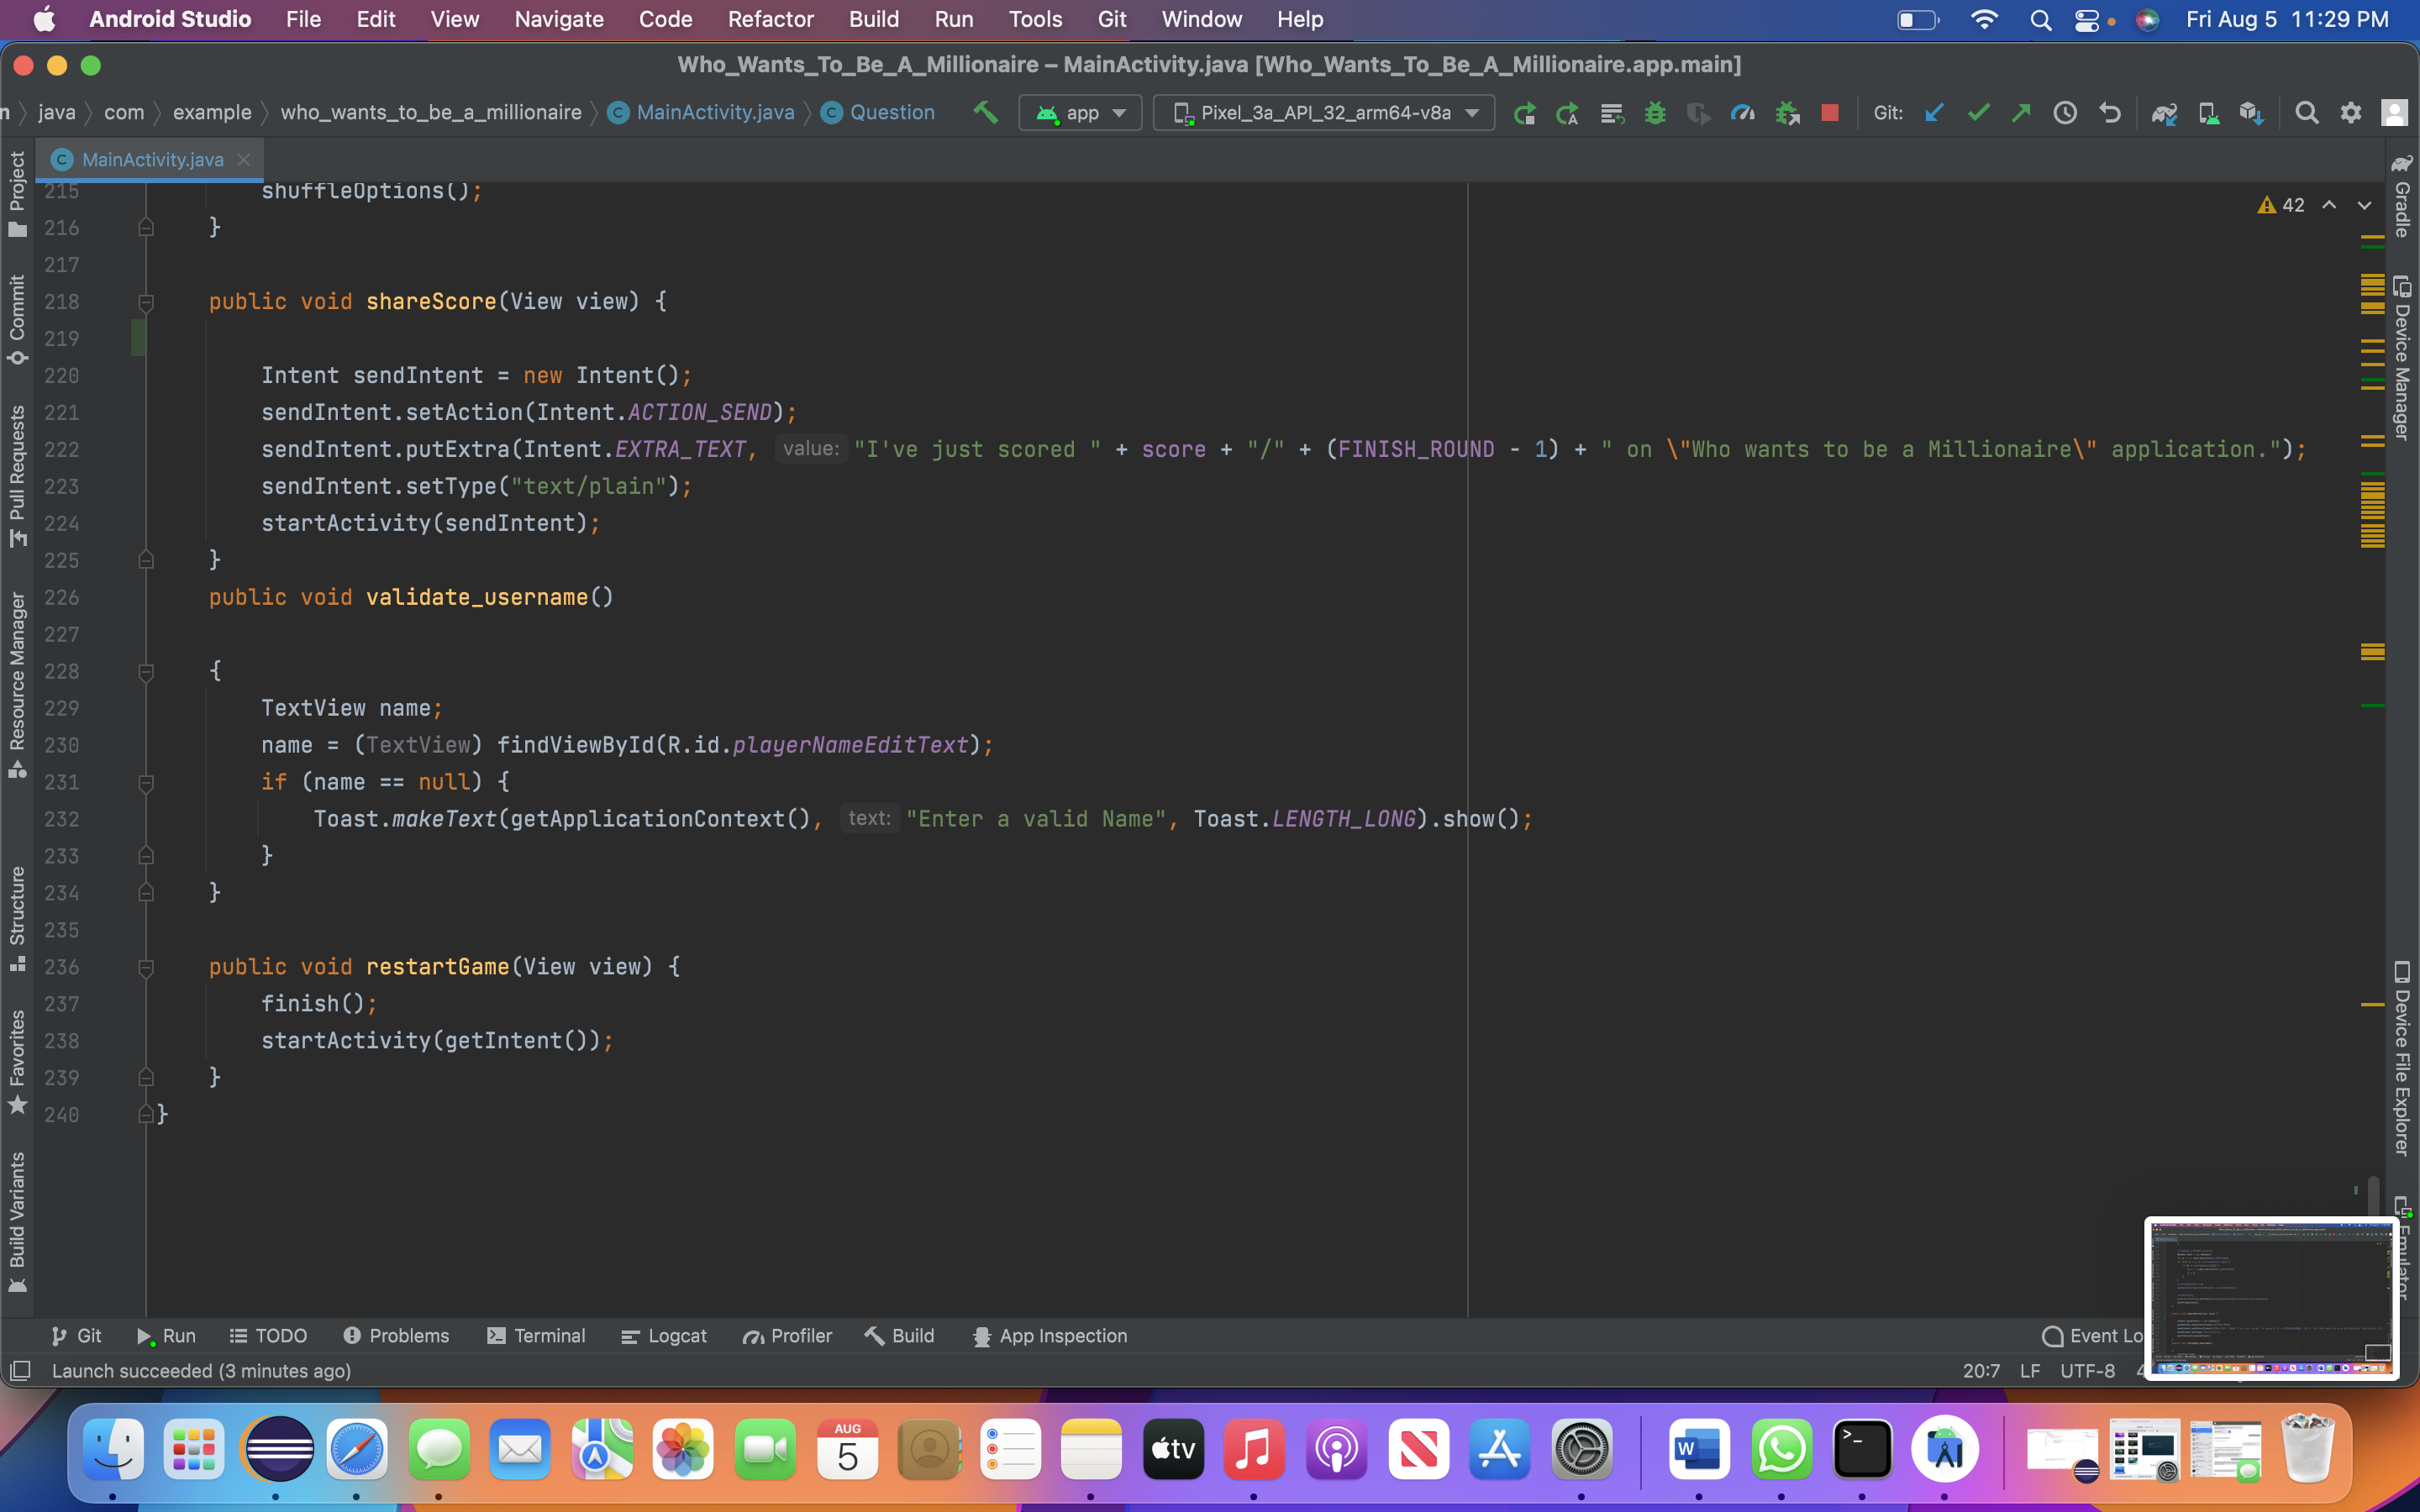 Android Studio File Edit View Navigate Code Refactor Build Run Tools Git Window Help Fri Aug 5 11:29 PM
Who_Wants_To_Be_A_Millionaire – MainActivity.java [Who_Wants_To_Be_A_Millionaire.app.main]
n java com example who_wants_to_be_a_millionaire C MainActivity.java C Question app Pixel_3a_API_32_arm64-v8a Git:
C MainActivity.java
42
215 shuffleOptions();
216 }
217
218 public void shareScore(View view) {
219
220 Intent sendIntent = new Intent();
221 sendIntent.setAction(Intent.ACTION_SEND);
222 sendIntent.putExtra(Intent.EXTRA_TEXT, value: "I've just scored " + score + "/" + (FINISH_ROUND - 1) + " on \"Who wants to be a Millionaire\" application.");
223 sendIntent.setType("text/plain");
224 startActivity(sendIntent);
225 }
226 public void validate_username()
227
228 {
229 TextView name;
230 name = (TextView) findViewById(R.id.playerNameEditText);
231 if (name == null) {
232 Toast.makeText(getApplicationContext(), text: "Enter a valid Name", Toast.LENGTH_LONG).show();
233 }
234 }
235
236 public void restartGame(View view) {
237 finish();
238 startActivity(getIntent());
239 }
240 }
Project
Commit
Pull Requests
Resource Manager
Structure
Favorites
Build Variants
Gradle
Device Manager
Device File Explorer
Emulator
Git Run TODO Problems Terminal Logcat Profiler Build App Inspection Event Lo
Launch succeeded (3 minutes ago) 20:7 LF UTF-8 4
AUG
5
tv
W